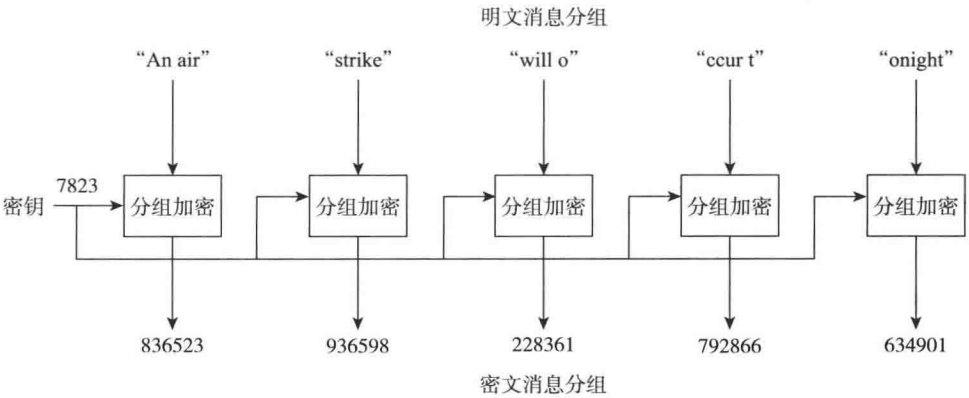 明文消息分组
“An air” “strike” “will o” “ccur t” “onight”
7823
密钥 分组加密 分组加密 分组加密 分组加密 分组加密
836523 936598 228361 792866 634901
密文消息分组